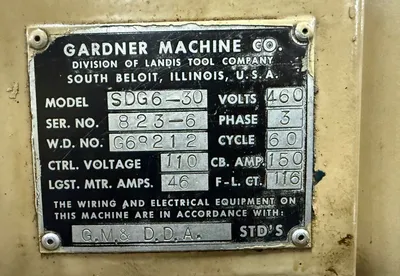 GARDNER MACHINE CO.
DIVISION OF LANDIS TOOL COMPANY
SOUTH BELOIT, ILLINOIS, U.S.A.
MODEL SDG6-30 VOLTS 460
SER. NO. 823-6 PHASE 3
W.D. NO. G68212 CYCLE 60
CTRL. VOLTAGE 110 CB. AMP. 150
LGST. MTR. AMPS. 46 F-L. CT. 116
THE WIRING AND ELECTRICAL EQUIPMENT ON
THIS MACHINE ARE IN ACCORDANCE WITH:
G.M.& D.D.A. STD'S